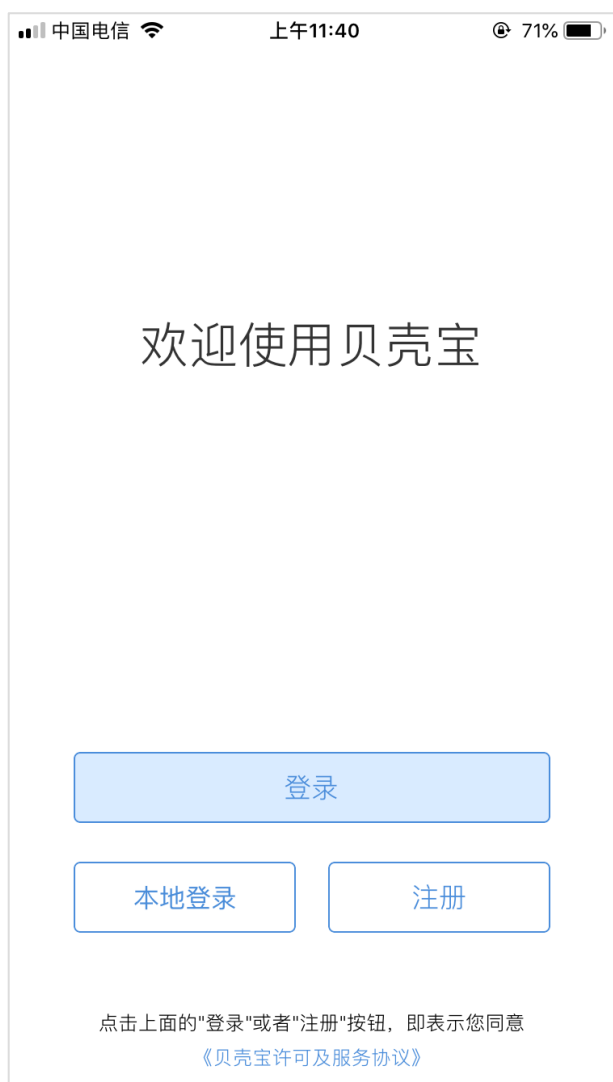 中国电信 上午11:40 71%
欢迎使用贝壳宝
登录
本地登录 注册
点击上面的"登录"或者"注册"按钮，即表示您同意
《贝壳宝许可及服务协议》